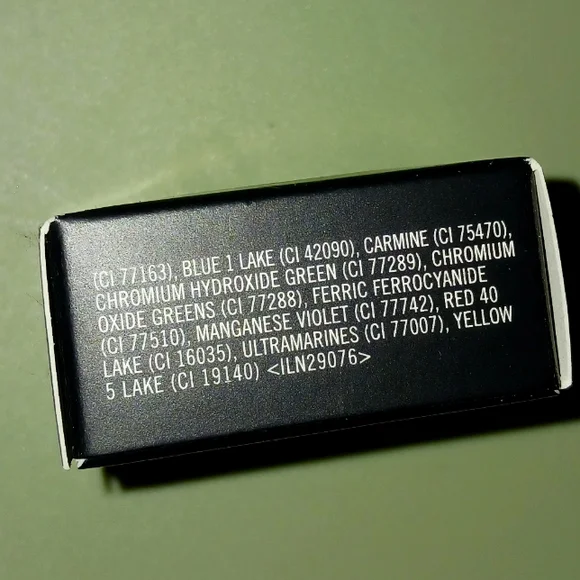 (CI 77163), BLUE 1 LAKE (CI 42090), CARMINE (CI 75470),
CHROMIUM HYDROXIDE GREEN (CI 77289), CHROMIUM
OXIDE GREENS (CI 77288), FERRIC FERROCYANIDE
(CI 77510), MANGANESE VIOLET (CI 77742), RED 40
LAKE (CI 16035), ULTRAMARINES (CI 77007), YELLOW
5 LAKE (CI 19140) <ILN29076>